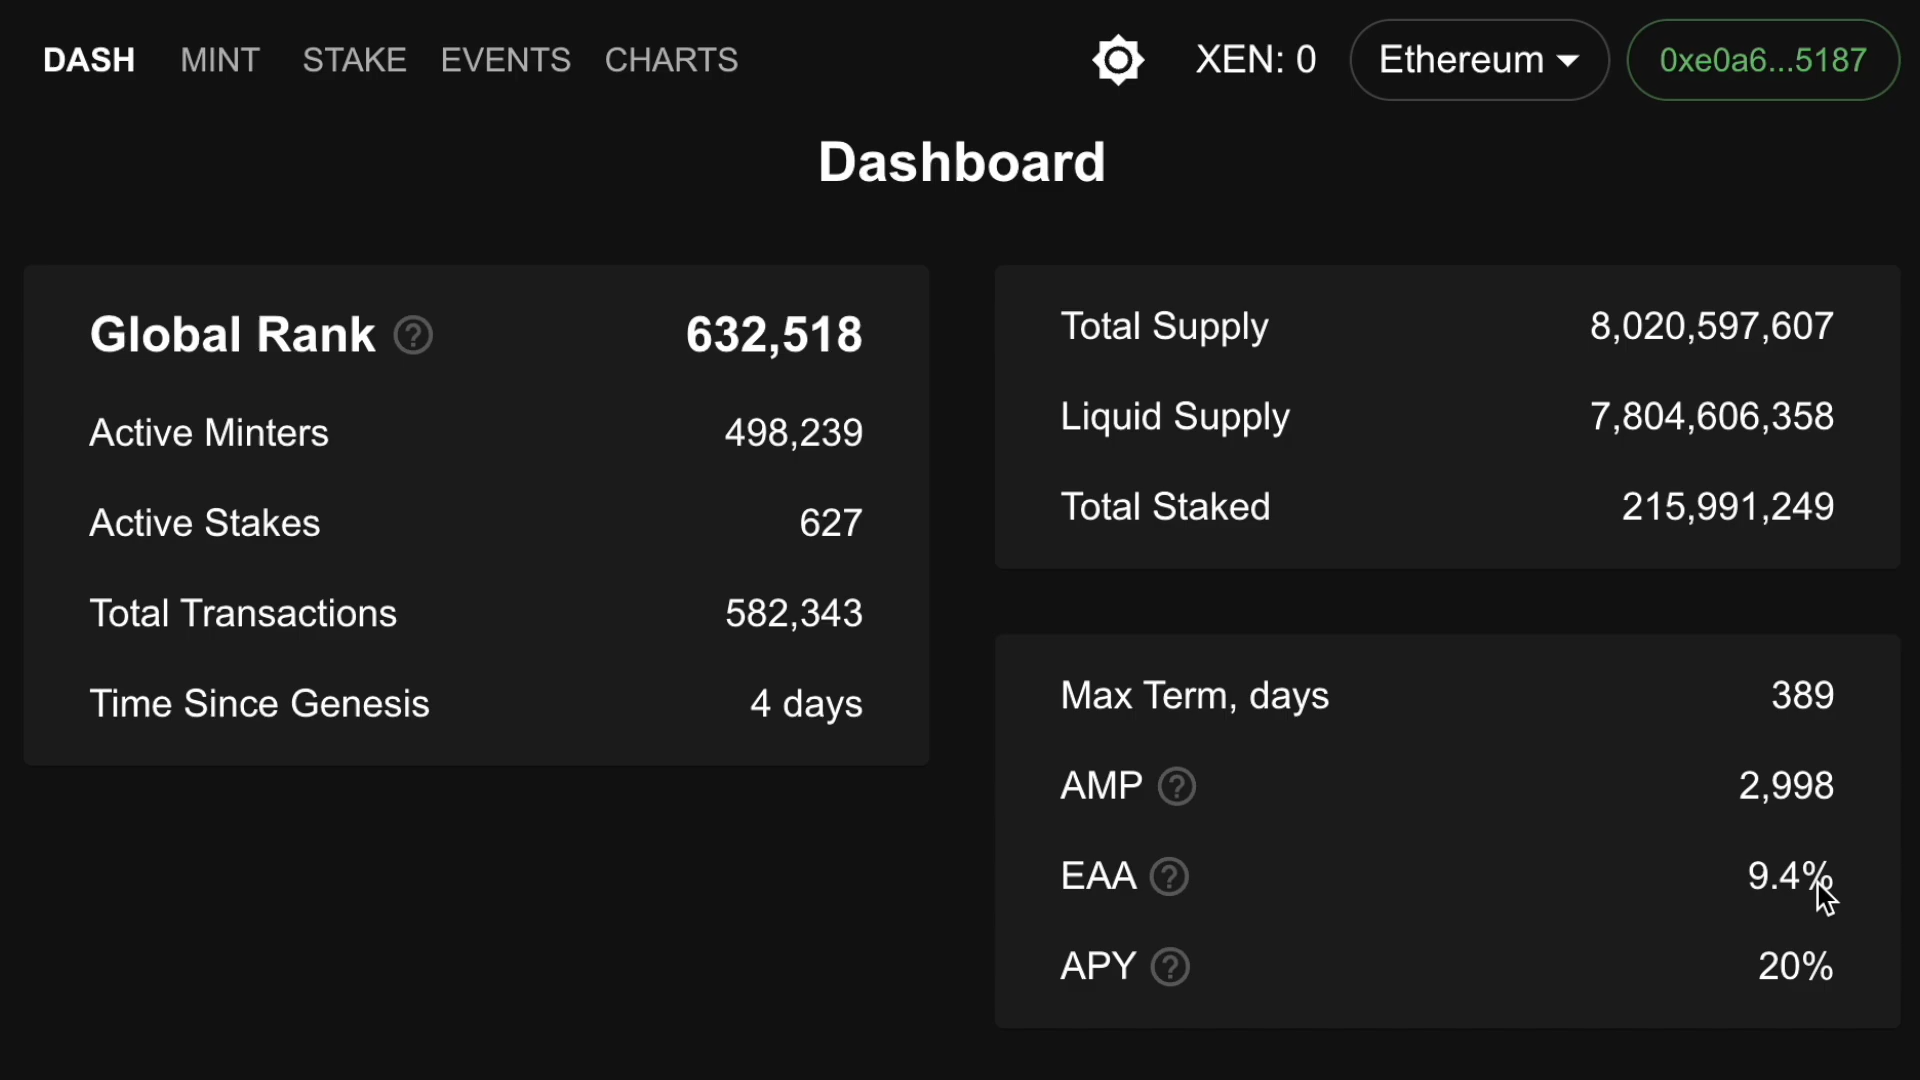 DASH MINT STAKE EVENTS CHARTS XEN: 0 Ethereum 0xe0a6...5187
Dashboard
Global Rank ? 632,518
Active Minters 498,239
Active Stakes 627
Total Transactions 582,343
Time Since Genesis 4 days
Total Supply 8,020,597,607
Liquid Supply 7,804,606,358
Total Staked 215,991,249
Max Term, days 389
AMP ? 2,998
EAA ? 9.4%
APY ? 20%